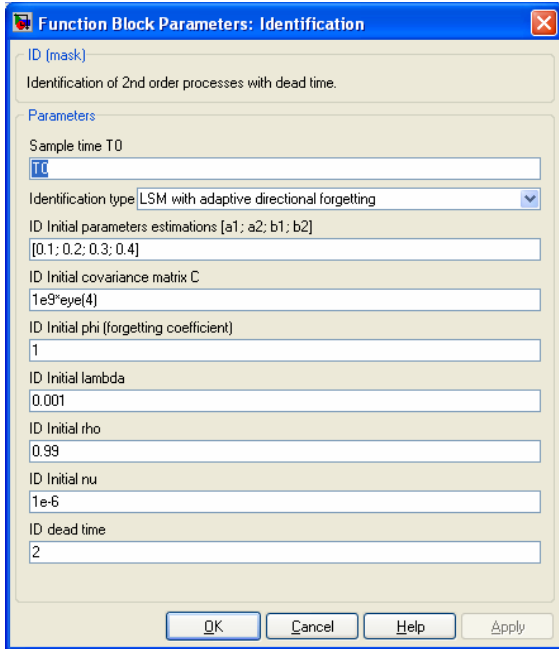 Function Block Parameters: Identification
ID (mask)
Identification of 2nd order processes with dead time.
Parameters
Sample time T0
T0
Identification type LSM with adaptive directional forgetting
ID Initial parameters estimations [a1; a2; b1; b2]
[0.1; 0.2; 0.3; 0.4]
ID Initial covariance matrix C
1e9*eye(4)
ID Initial phi (forgetting coefficient)
1
ID Initial lambda
0.001
ID Initial rho
0.99
ID Initial nu
1e-6
ID dead time
2
OK Cancel Help Apply